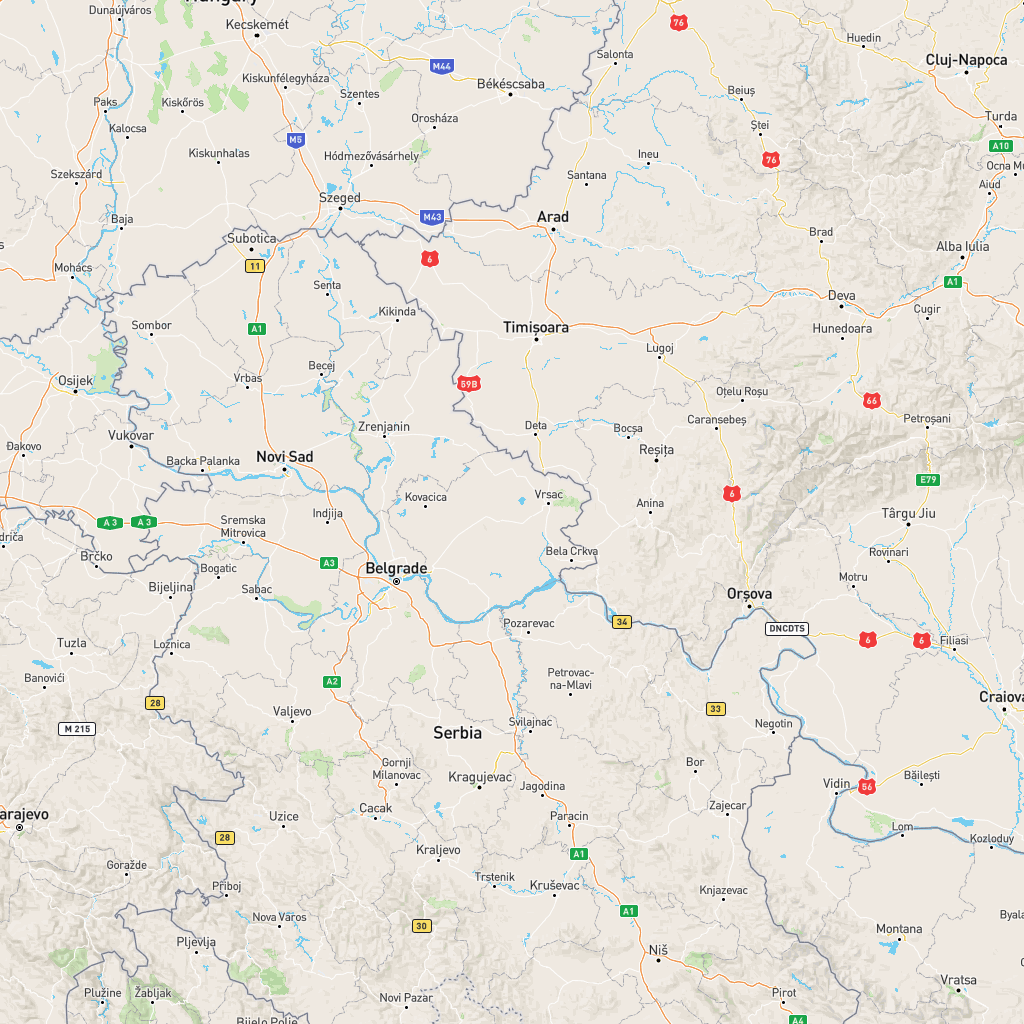 Hungary
Dunaújváros
Kecskemét
76
Huedin
Salonta
Cluj-Napoca
M44
Kiskunfélegyháza
Békéscsaba
Beiuș
Szentes
Paks
Kiskőrös
Turda
Orosháza
Kalocsa
Ștei
M5
A10
Kiskunhalas
Hódmezővásárhely
Ineu
76
Ocna Mu
Szekszárd
Santana
Aiud
Szeged
M43
Arad
Baja
Brad
Subotica
Alba Iulia
6
11
Mohács
A1
Senta
Deva
Cugir
Kikinda
Sombor
A1
Timișoara
Hunedoara
Lugoj
Becej
Osijek
Vrbas
59B
Oțelu Roșu
66
Caransebeș
Petroșani
Zrenjanin
Deta
Bocșa
Vukovar
Đakovo
Reșița
Novi Sad
Backa Palanka
E79
Kovacica
Vrsac
6
Anina
Târgu Jiu
Indjija
A 3
A 3
Sremska
Mitrovica
driča
Brčko
Bela Crkva
Rovinari
A3
Bogatic
Belgrade
Motru
Bijeljina
Sabac
Orșova
34
Pozarevac
DNCDT5
6
6
Filiasi
Tuzla
Loznica
Banovići
Petrovac-
na-Mlavi
A2
Craiova
28
33
Valjevo
Svilajnac
Negotin
M 215
Serbia
Gornji
Milanovac
Bor
Kragujevac
Jagodina
Vidin
56
Băilești
Cacak
Zajecar
arajevo
Uzice
Paracin
Lom
28
Kozloduy
Kraljevo
A1
Goražde
Trstenik
Kruševac
Priboj
Knjazevac
Nova Varos
A1
Byala
30
Montana
Pljevlja
Niš
Vratsa
Plužine
Žabljak
Novi Pazar
Pirot
Bijelo Polje
A4